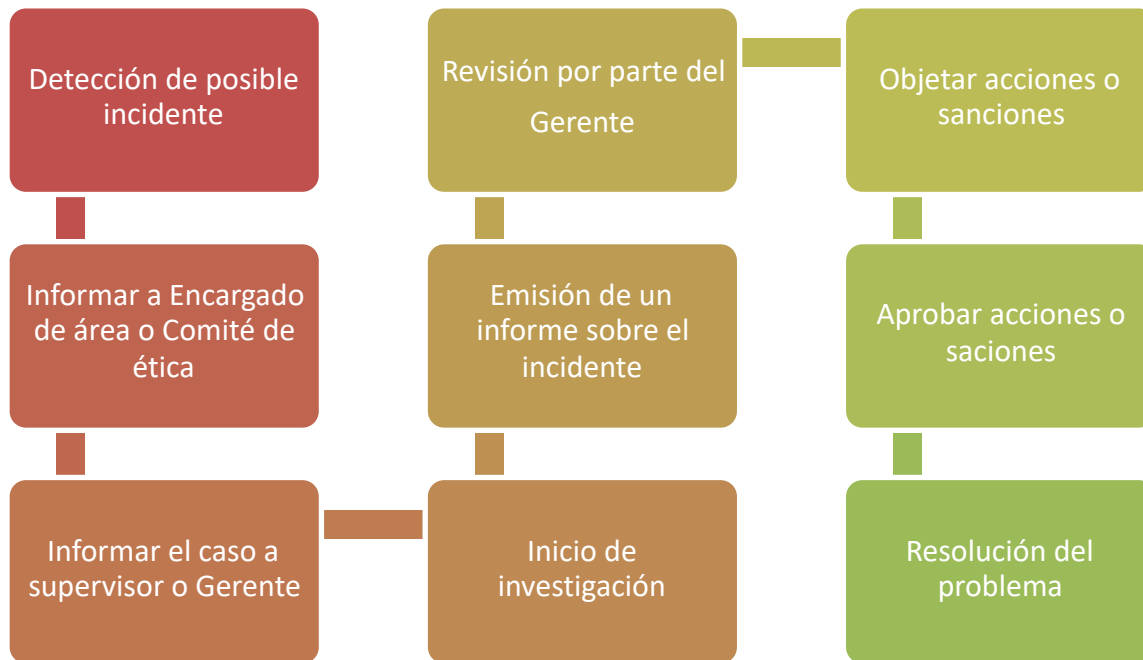 Detección de posible
incidente
Informar a Encargado
de área o Comité de
ética
Informar el caso a
supervisor o Gerente
Inicio de
investigación
Emisión de un
informe sobre el
incidente
Revisión por parte del
Gerente
Objetar acciones o
sanciones
Aprobar acciones o
saciones
Resolución del
problema